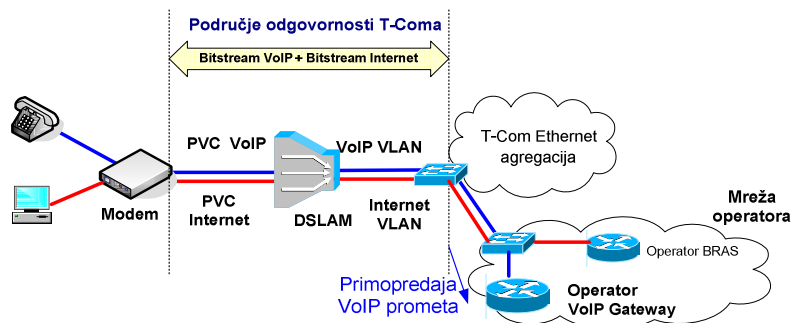 Područje odgovornosti T-Coma
Bitstream VoIP + Bitstream Internet
PVC VoIP
VoIP VLAN
T-Com Ethernet
agregacija
Modem
PVC
Internet
DSLAM
Internet
VLAN
Mreža
operatora
Operator BRAS
Primopredaja
VoIP prometa
Operator
VoIP Gateway